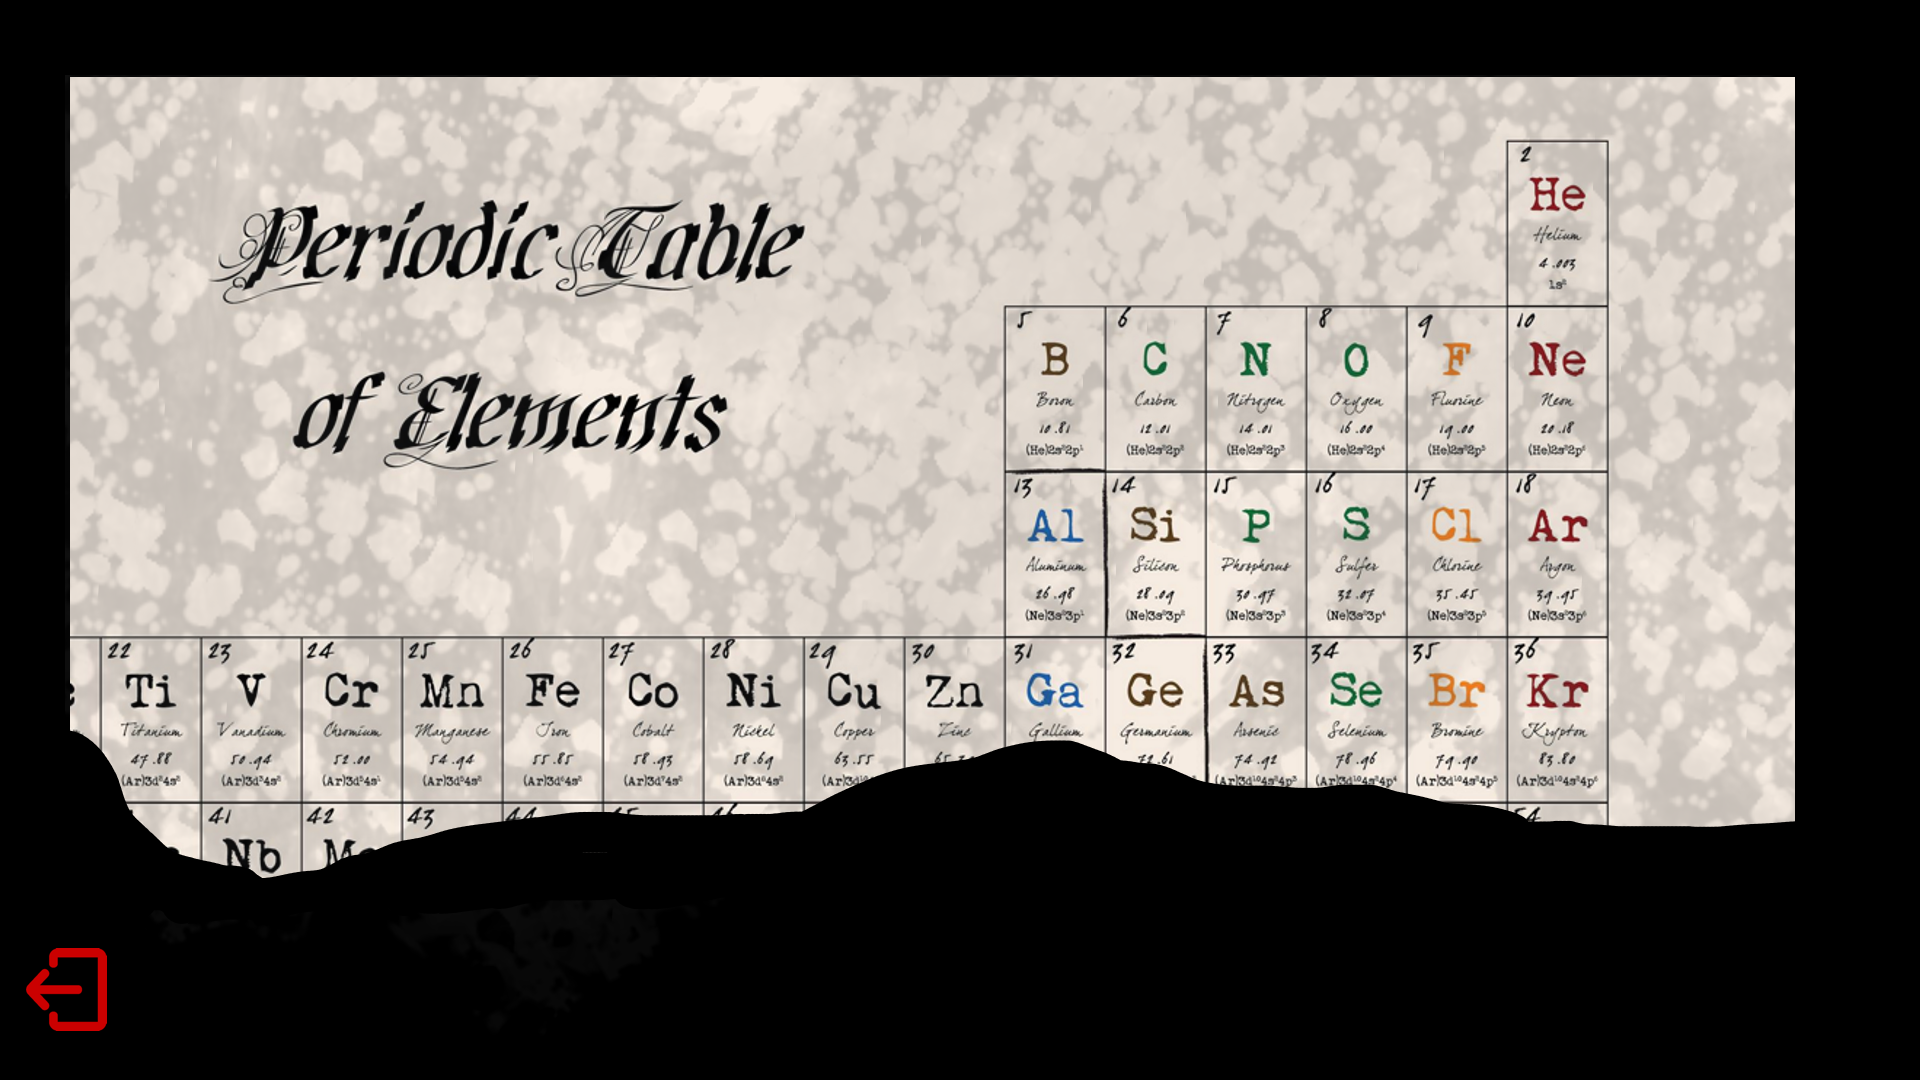 Periodic Table
of Elements
2
He
Helium
4.003
1s²
5 6 7 8 9 10
B C N O F Ne
Boron Carbon Nitrogen Oxygen Fluorine Neon
10.81 12.01 14.01 16.00 19.00 20.18
(He)2s²2p¹ (He)2s²2p² (He)2s²2p³ (He)2s²2p⁴ (He)2s²2p⁵ (He)2s²2p⁶
13 14 15 16 17 18
Al Si P S Cl Ar
Aluminum Silicon Phosphorus Sulfer Chlorine Argon
26.98 28.09 30.97 32.07 35.45 39.95
(Ne)3s²3p¹ (Ne)3s²3p² (Ne)3s²3p³ (Ne)3s²3p⁴ (Ne)3s²3p⁵ (Ne)3s²3p⁶
22 23 24 25 26 27 28 29 30 31 32 33 34 35 36
Ti V Cr Mn Fe Co Ni Cu Zn Ga Ge As Se Br Kr
Titanium Vanadium Chromium Manganese Iron Cobalt Nickel Copper Zinc Gallium Germanium Arsenic Selenium Bromine Krypton
47.88 50.94 52.00 54.94 55.85 58.93 58.69 63.55 72.61 74.92 78.96 79.90 83.80
(Ar)3d²4s² (Ar)3d³4s² (Ar)3d⁵4s¹ (Ar)3d⁵4s² (Ar)3d⁶4s² (Ar)3d⁷4s² (Ar)3d⁸4s² (Ar)3d¹⁰4s²4p³ (Ar)3d¹⁰4s²4p⁴ (Ar)3d¹⁰4s²4p⁵ (Ar)3d¹⁰4s²4p⁶
41 42 43
Nb